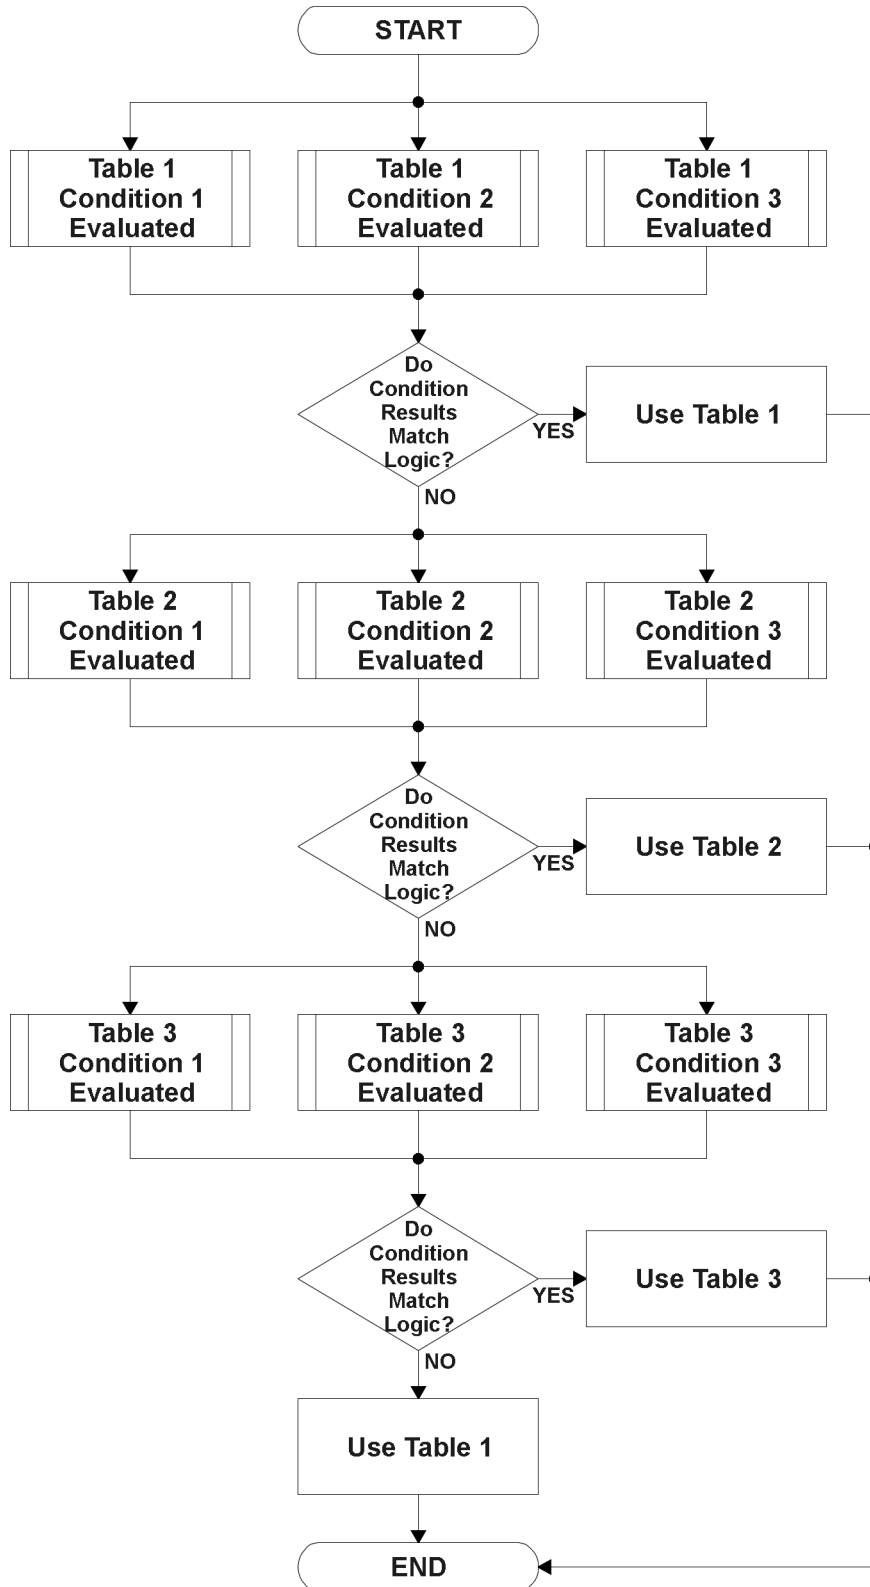 START
Table 1
Condition 1
Evaluated
Table 1
Condition 2
Evaluated
Table 1
Condition 3
Evaluated
Do
Condition
Results
Match
Logic?
YES
Use Table 1
NO
Table 2
Condition 1
Evaluated
Table 2
Condition 2
Evaluated
Table 2
Condition 3
Evaluated
Do
Condition
Results
Match
Logic?
YES
Use Table 2
NO
Table 3
Condition 1
Evaluated
Table 3
Condition 2
Evaluated
Table 3
Condition 3
Evaluated
Do
Condition
Results
Match
Logic?
YES
Use Table 3
NO
Use Table 1
END